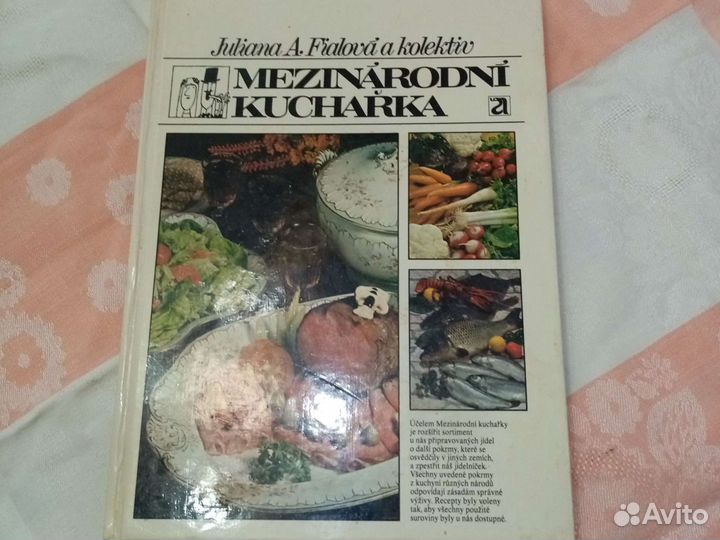 Juliana A. Fialová a kolektiv
MEZINÁRODNÍ
KUCHAŘKA
Účelem Mezinárodní kuchařky
je rozšířit sortiment
u nás připravovaných jídel
o další pokrmy, které se
osvědčily v jiných zemích,
a zpestřit náš jídelníček.
Všechny uvedené pokrmy
z kuchyní různých národů
odpovídají zásadám správné
výživy. Recepty byly voleny
tak, aby všechny použité
suroviny byly u nás dostupné.
Avito